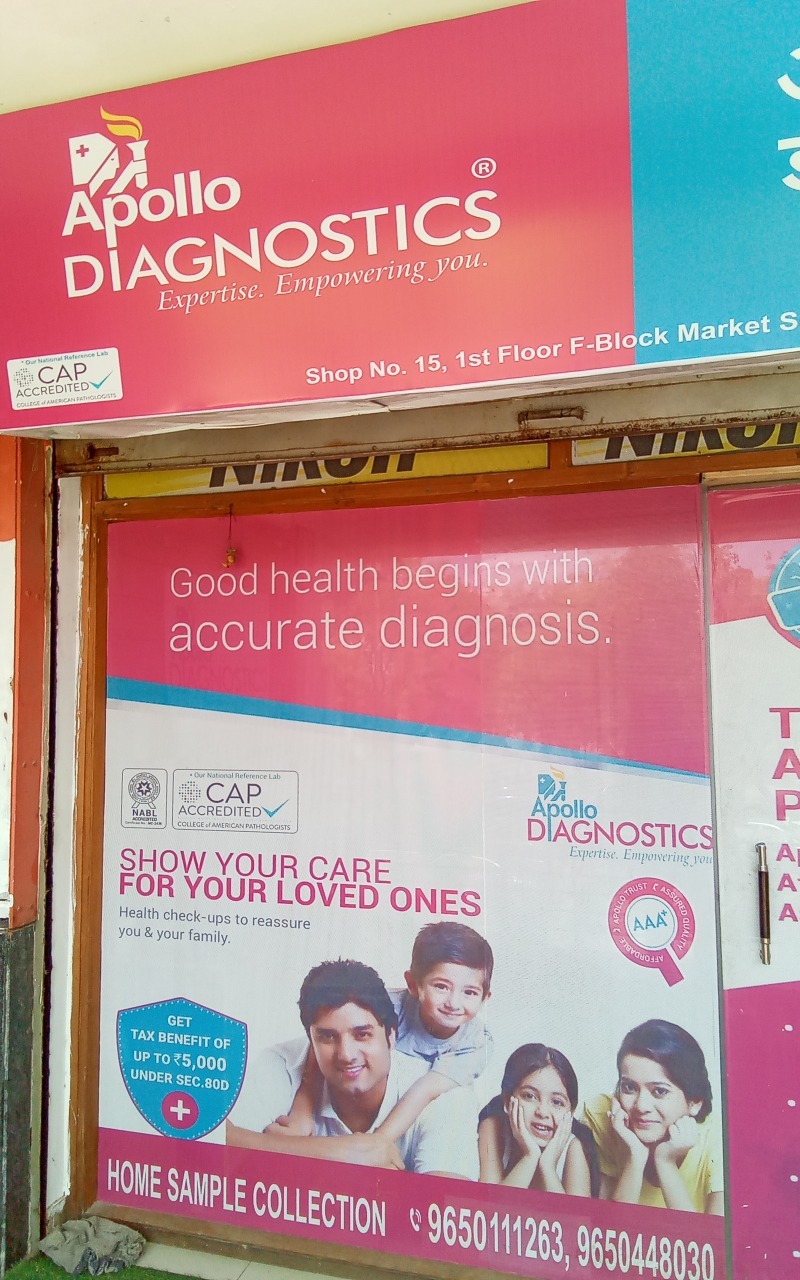 Apollo
DIAGNOSTICS ®
Expertise. Empowering you.
• Our National Reference Lab
CAP
ACCREDITED
COLLEGE of AMERICAN PATHOLOGISTS
Shop No. 15, 1st Floor F-Block Market S
Good health begins with
accurate diagnosis.
NABL
ACCREDITED
• Our National Reference Lab
CAP
ACCREDITED
COLLEGE of AMERICAN PATHOLOGISTS
Apollo
DIAGNOSTICS
Expertise. Empowering you
SHOW YOUR CARE
FOR YOUR LOVED ONES
Health check-ups to reassure
you & your family.
APOLLO TRUST
ASSURED QUALITY
AFFORDABLE
AAA+
GET
TAX BENEFIT OF
UP TO ₹5,000
UNDER SEC.80D
HOME SAMPLE COLLECTION 9650111263, 9650448030